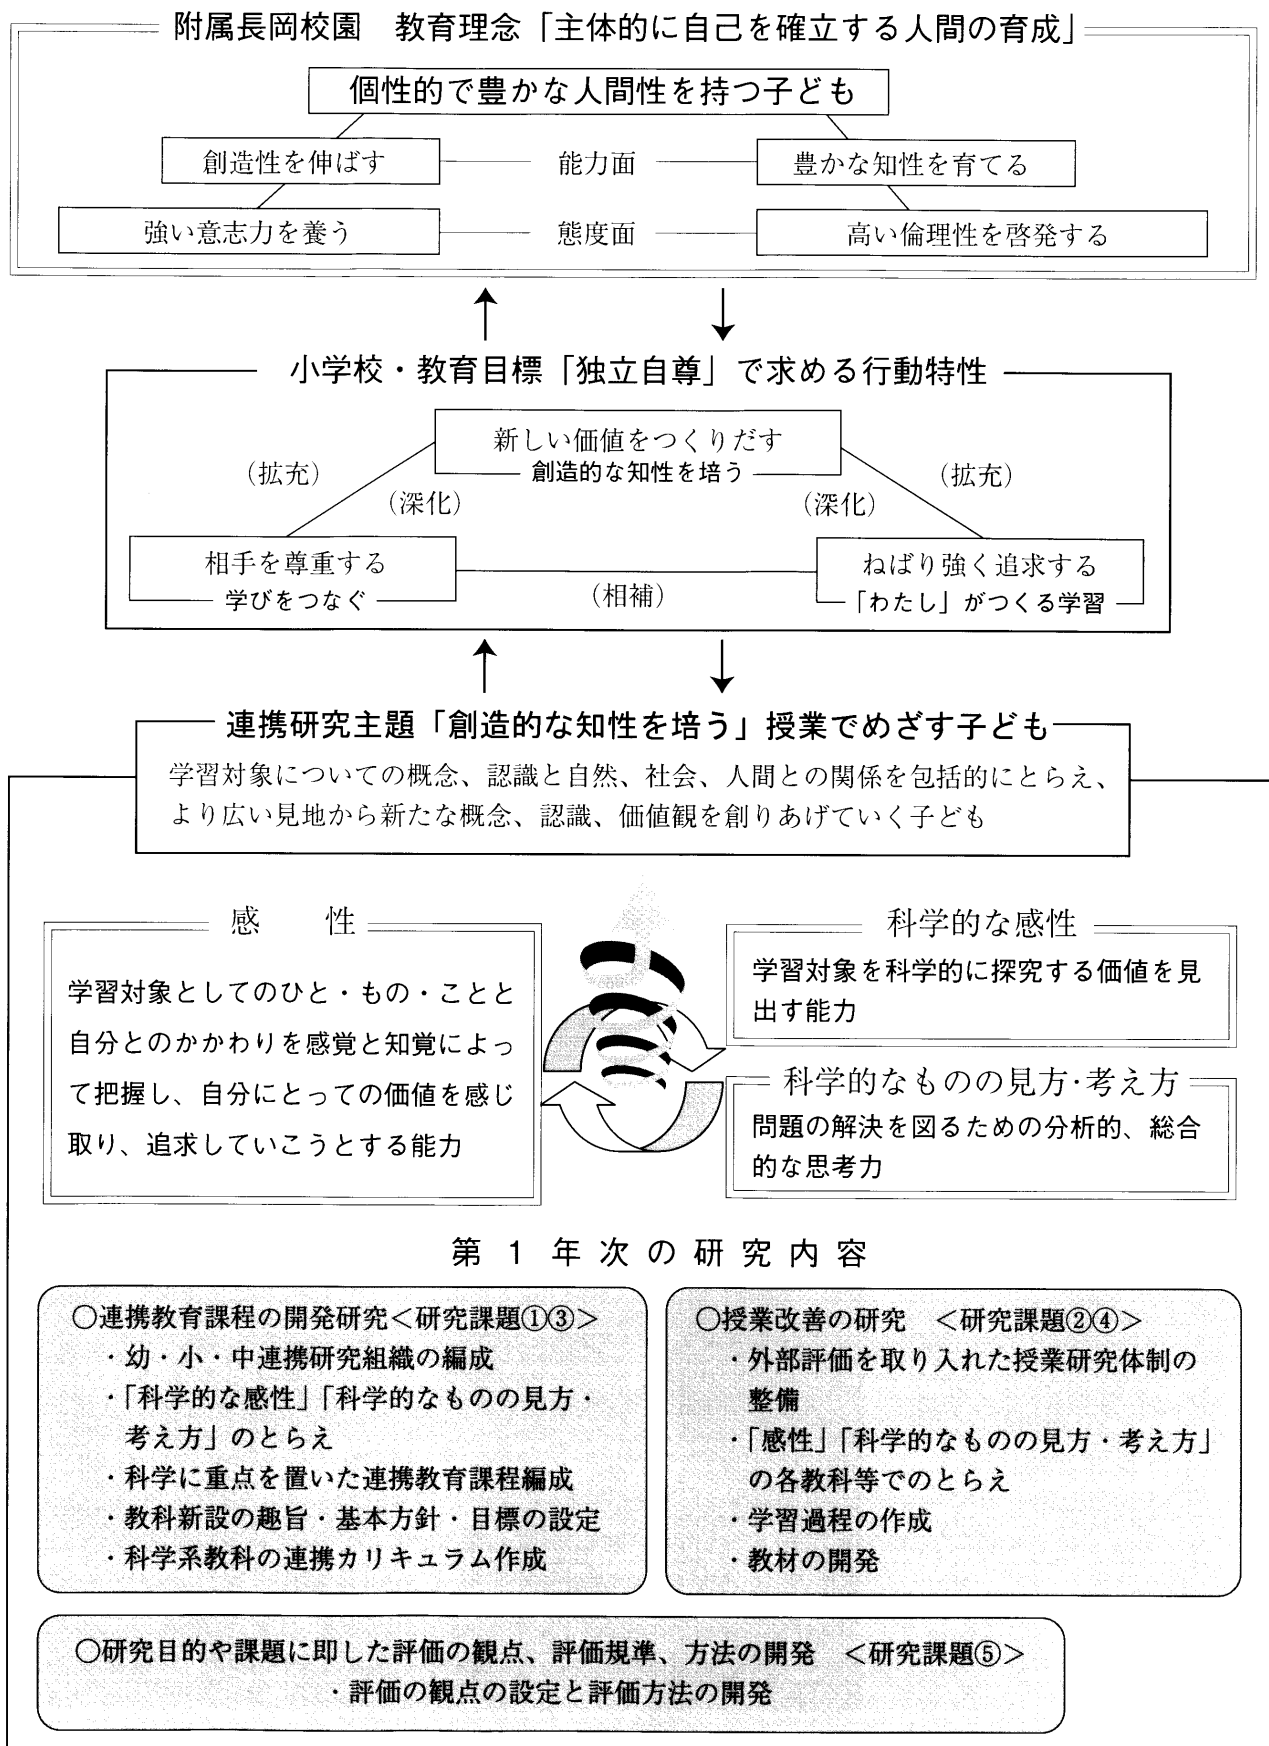 附属長岡校園　教育理念「主体的に自己を確立する人間の育成」
個性的で豊かな人間性を持つ子ども
創造性を伸ばす
能力面
豊かな知性を育てる
強い意志力を養う
態度面
高い倫理性を啓発する
小学校・教育目標「独立自尊」で求める行動特性
新しい価値をつくりだす
創造的な知性を培う
（拡充）
（拡充）
（深化）
（深化）
相手を尊重する
学びをつなぐ
（相補）
ねばり強く追求する
「わたし」がつくる学習
連携研究主題「創造的な知性を培う」授業でめざす子ども
学習対象についての概念、認識と自然、社会、人間との関係を包括的にとらえ、
より広い見地から新たな概念、認識、価値観を創りあげていく子ども
感　　性
学習対象としてのひと・もの・ことと
自分とのかかわりを感覚と知覚によっ
て把握し、自分にとっての価値を感じ
取り、追求していこうとする能力
科学的な感性
学習対象を科学的に探究する価値を見
出す能力
科学的なものの見方・考え方
問題の解決を図るための分析的、総合
的な思考力
第１年次の研究内容
○連携教育課程の開発研究＜研究課題①③＞
・幼・小・中連携研究組織の編成
・「科学的な感性」「科学的なものの見方・
考え方」のとらえ
・科学に重点を置いた連携教育課程編成
・教科新設の趣旨・基本方針・目標の設定
・科学系教科の連携カリキュラム作成
○授業改善の研究　＜研究課題②④＞
・外部評価を取り入れた授業研究体制の
整備
・「感性」「科学的なものの見方・考え方」
の各教科等でのとらえ
・学習過程の作成
・教材の開発
○研究目的や課題に即した評価の観点、評価規準、方法の開発　＜研究課題⑤＞
・評価の観点の設定と評価方法の開発